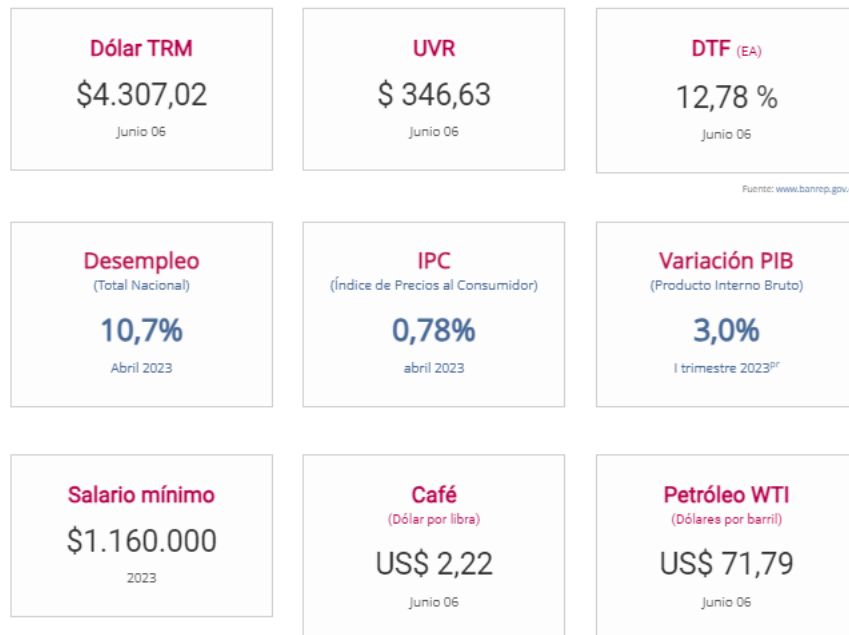 Dólar TRM
$4.307,02
Junio 06
UVR
$ 346,63
Junio 06
DTF (EA)
12,78 %
Junio 06
Fuente: www.banrep.gov.
Desempleo
(Total Nacional)
10,7%
Abril 2023
IPC
(Índice de Precios al Consumidor)
0,78%
abril 2023
Variación PIB
(Producto Interno Bruto)
3,0%
I trimestre 2023pr
Salario mínimo
$1.160.000
2023
Café
(Dólar por libra)
US$ 2,22
Junio 06
Petróleo WTI
(Dólares por barril)
US$ 71,79
Junio 06